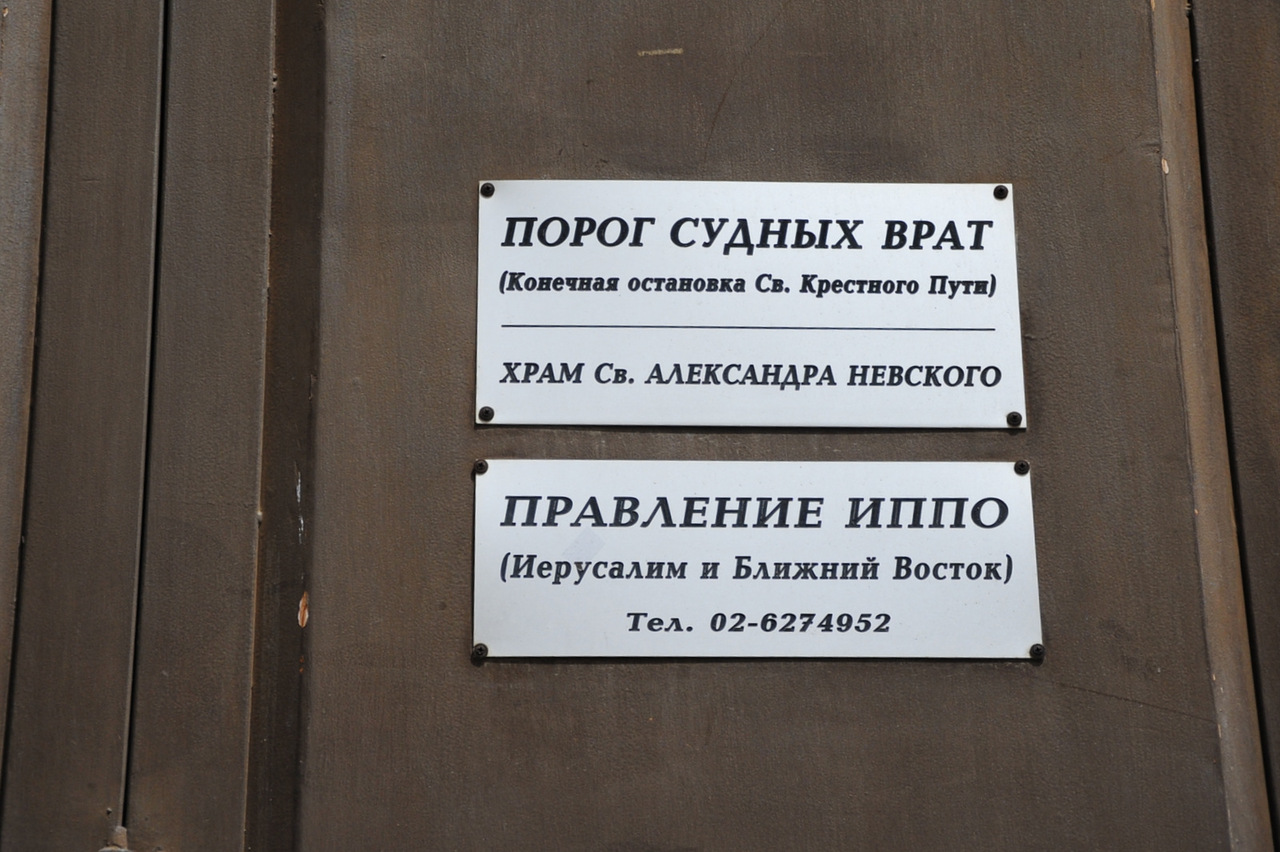 ПОРОГ СУДНЫХ ВРАТ
(Конечная остановка Св. Крестного Пути)
ХРАМ Св. АЛЕКСАНДРА НЕВСКОГО
ПРАВЛЕНИЕ ИППО
(Иерусалим и Ближний Восток)
Тел. 02-6274952